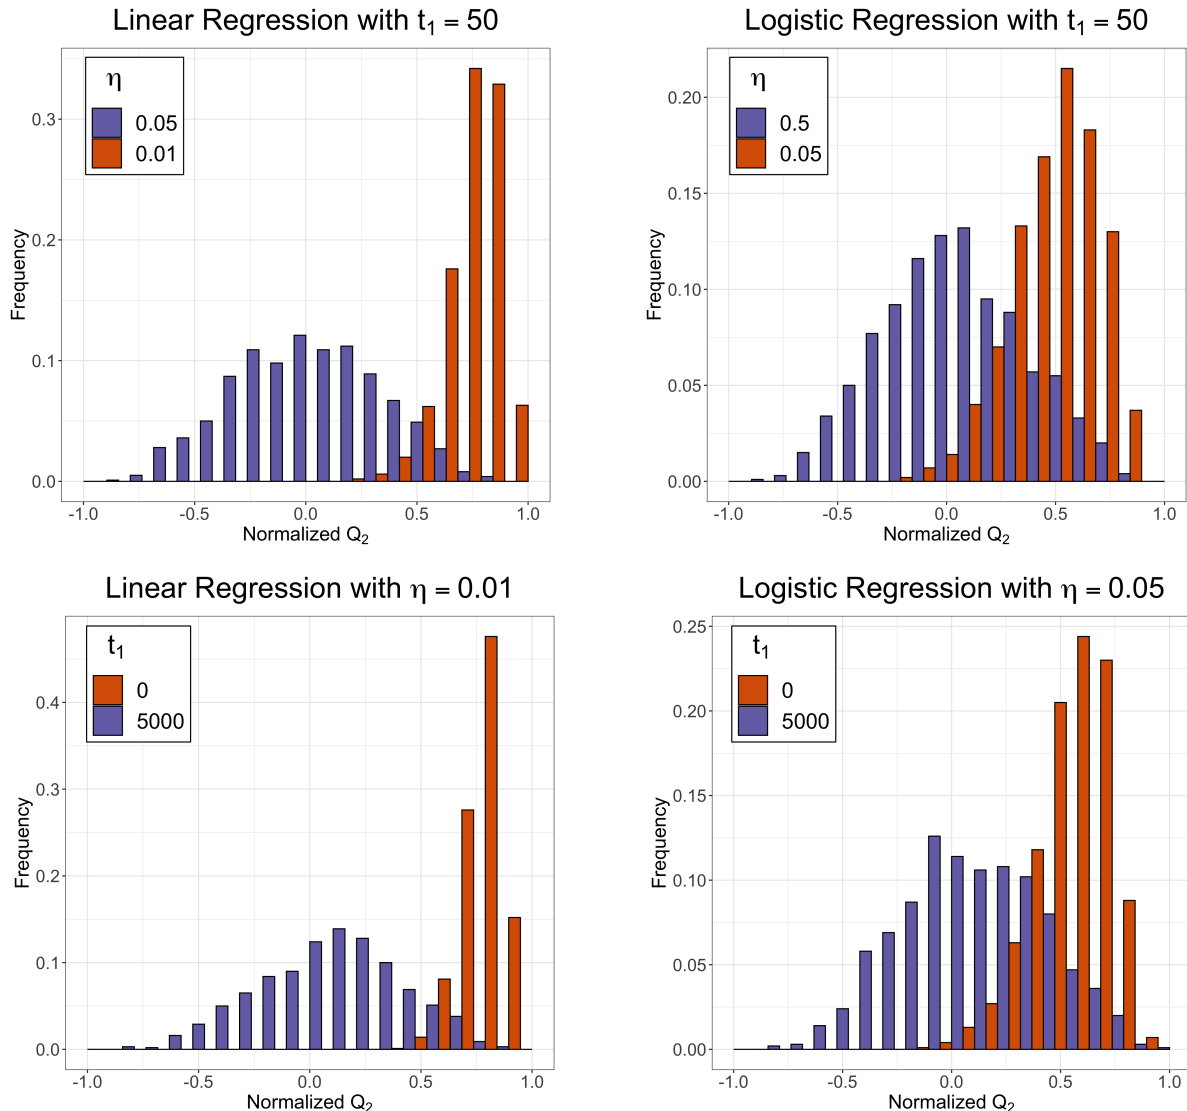 Linear Regression with t₁ = 50
η
0.05
0.01
Frequency
0.3
0.2
0.1
0.0
-1.0 -0.5 0.0 0.5 1.0
Normalized Q₂
Logistic Regression with t₁ = 50
η
0.5
0.05
Frequency
0.20
0.15
0.10
0.05
0.00
-1.0 -0.5 0.0 0.5 1.0
Normalized Q₂
Linear Regression with η = 0.01
t₁
0
5000
Frequency
0.4
0.3
0.2
0.1
0.0
-1.0 -0.5 0.0 0.5 1.0
Normalized Q₂
Logistic Regression with η = 0.05
t₁
0
5000
Frequency
0.25
0.20
0.15
0.10
0.05
0.00
-1.0 -0.5 0.0 0.5 1.0
Normalized Q₂